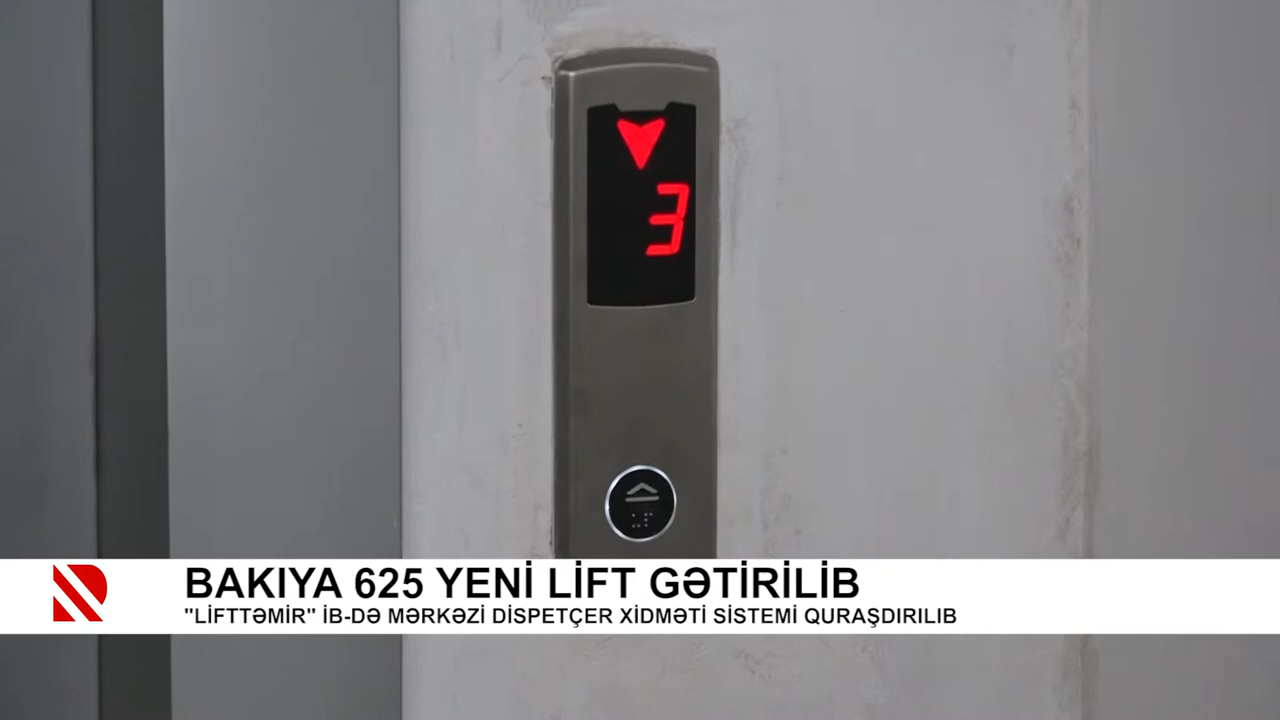 3
BAKIYA 625 YENİ LİFT GƏTİRİLİB
"LİFTTƏMİR" İB-DƏ MƏRKƏZİ DİSPETÇER XİDMƏTİ SİSTEMİ QURAŞDIRILIB